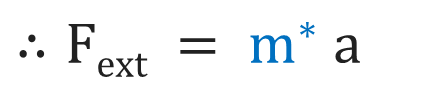 ∴ F_ext = m* a